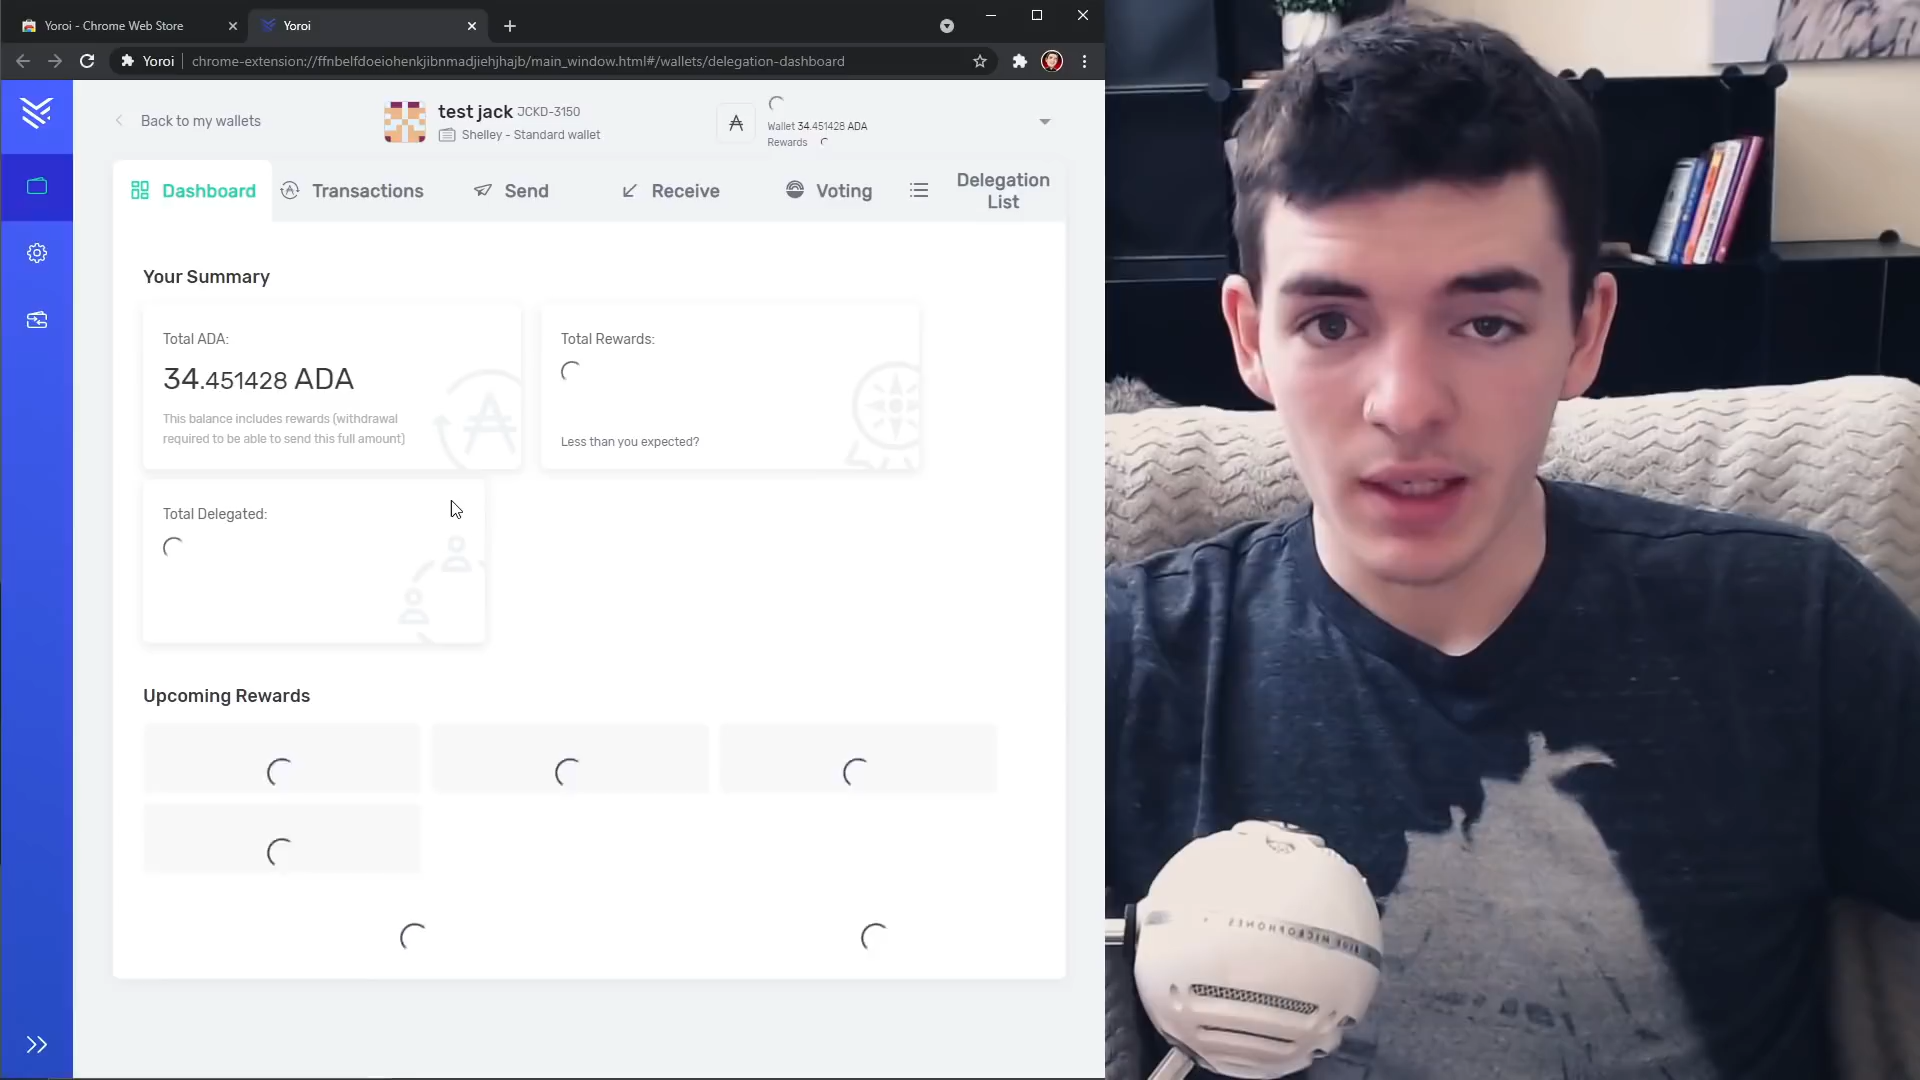 Yoroi - Chrome Web Store
Yoroi
Yoroi
chrome-extension://ffnbelfdoeiohenkjibnmadjiehjhajb/main_window.html#/wallets/delegation-dashboard
Back to my wallets
test jack JCKD-3150
Shelley - Standard wallet
Wallet 34.451428 ADA
Rewards
Dashboard
Transactions
Send
Receive
Voting
Delegation
List
Your Summary
Total ADA:
34.451428 ADA
This balance includes rewards (withdrawal
required to be able to send this full amount)
Total Rewards:
Less than you expected?
Total Delegated:
Upcoming Rewards
BLUE MICROPHONES